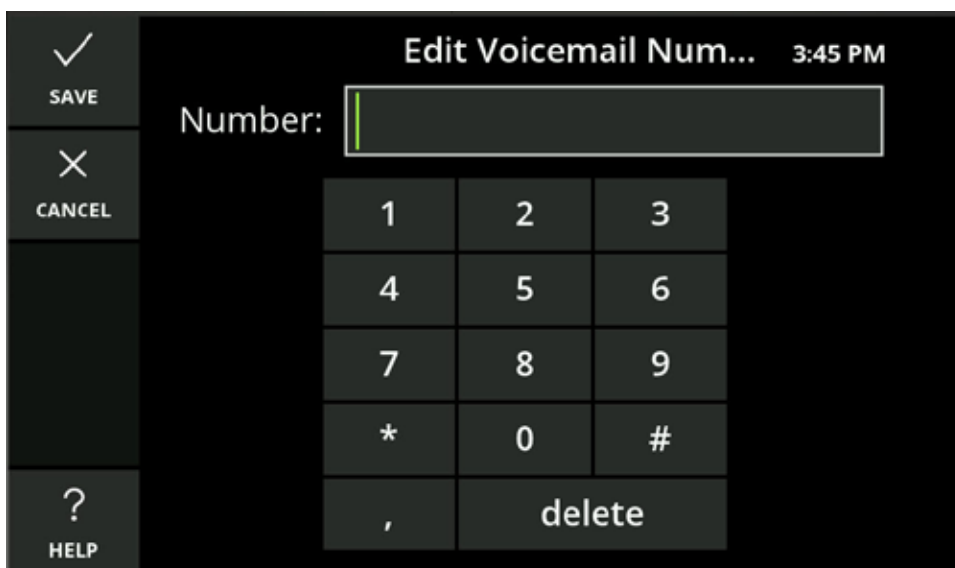 SAVE
CANCEL
HELP
Edit Voicemail Num... 3:45 PM
Number:
1 2 3
4 5 6
7 8 9
* 0 #
, delete